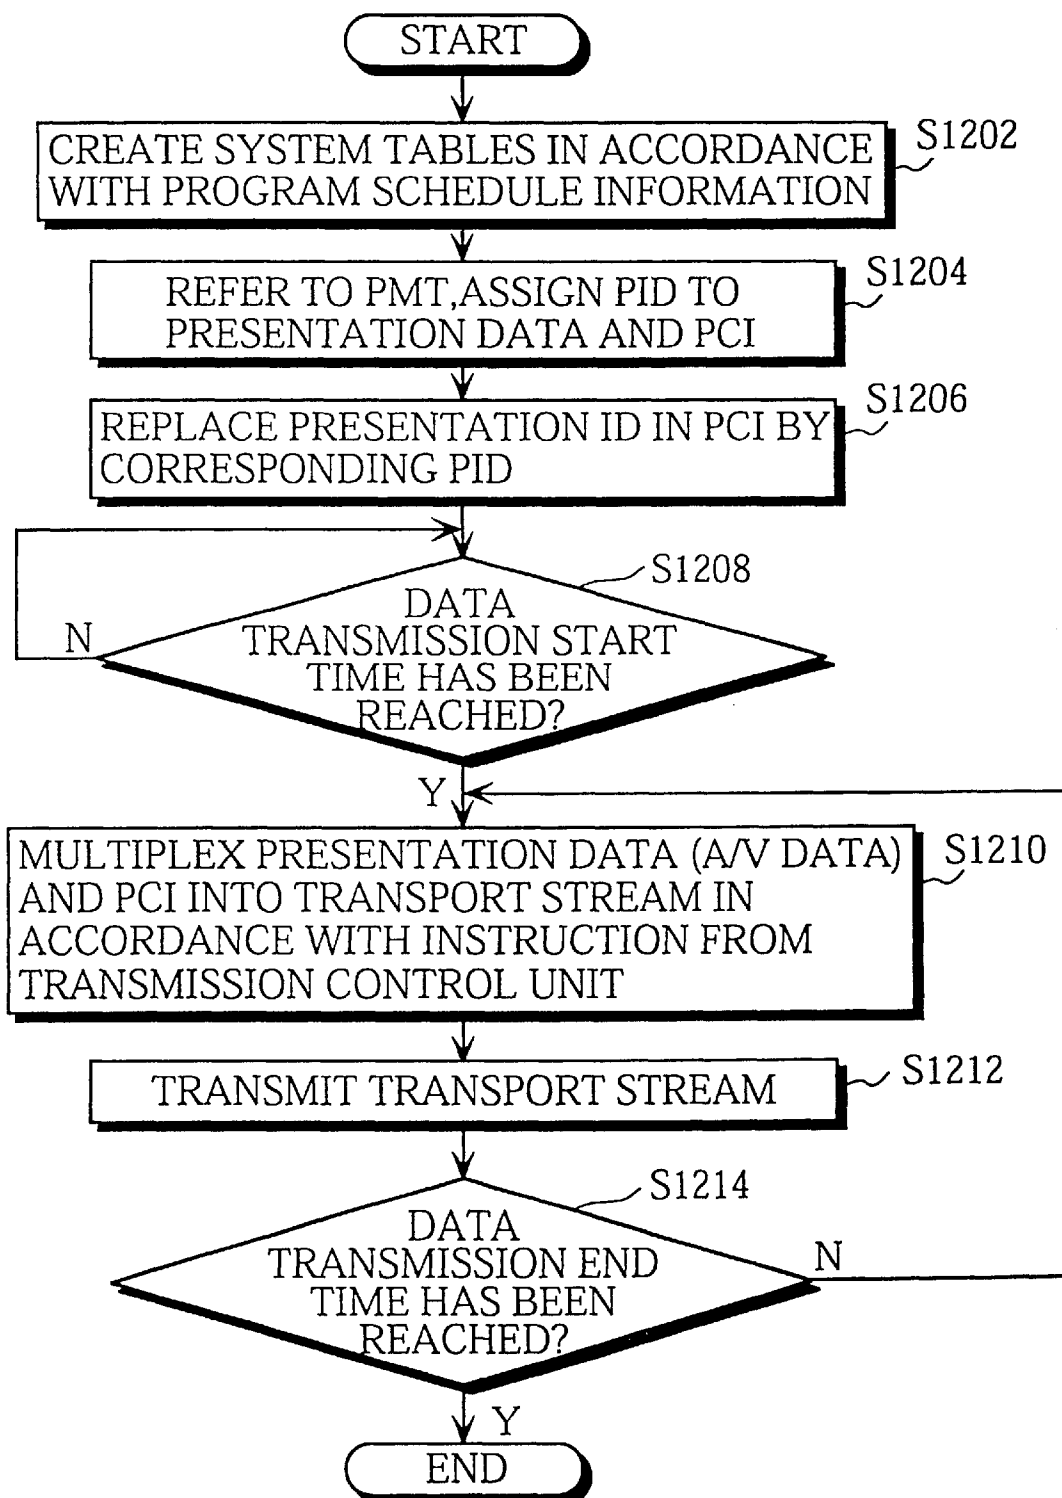 START
CREATE SYSTEM TABLES IN ACCORDANCE
WITH PROGRAM SCHEDULE INFORMATION
S1202
REFER TO PMT,ASSIGN PID TO
PRESENTATION DATA AND PCI
S1204
REPLACE PRESENTATION ID IN PCI BY
CORRESPONDING PID
S1206
S1208
DATA
TRANSMISSION START
TIME HAS BEEN
REACHED?
N
Y
MULTIPLEX PRESENTATION DATA (A/V DATA)
AND PCI INTO TRANSPORT STREAM IN
ACCORDANCE WITH INSTRUCTION FROM
TRANSMISSION CONTROL UNIT
S1210
TRANSMIT TRANSPORT STREAM
S1212
S1214
DATA
TRANSMISSION END
TIME HAS BEEN
REACHED?
N
Y
END